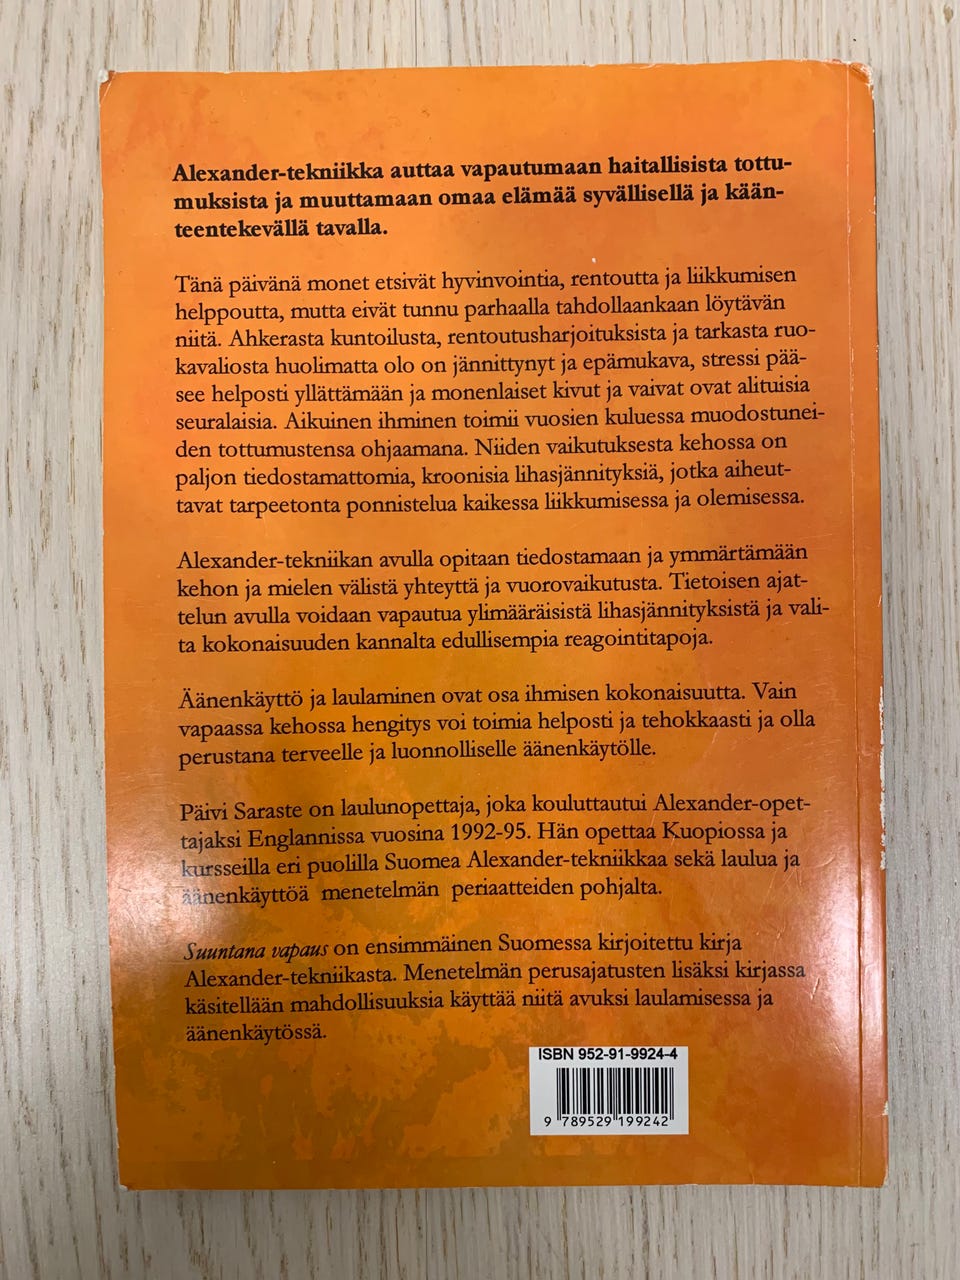 Alexander-tekniikka auttaa vapautumaan haitallisista tottu-
muksista ja muuttamaan omaa elämää syvällisellä ja kään-
teentekevällä tavalla.
Tänä päivänä monet etsivät hyvinvointia, rentoutta ja liikkumisen
helppoutta, mutta eivät tunnu parhaalla tahdollaankaan löytävän
niitä. Ahkerasta kuntoilusta, rentoutusharjoituksista ja tarkasta ruo-
kavaliosta huolimatta olo on jännittynyt ja epämukava, stressi pää-
see helposti yllättämään ja monenlaiset kivut ja vaivat ovat alituisia
seuralaisia. Aikuinen ihminen toimii vuosien kuluessa muodostunei-
den tottumustensa ohjaamana. Niiden vaikutuksesta kehossa on
paljon tiedostamattomia, kroonisia lihasjännityksiä, jotka aiheut-
tavat tarpeetonta ponnistelua kaikessa liikkumisessa ja olemisessa.
Alexander-tekniikan avulla opitaan tiedostamaan ja ymmärtämään
kehon ja mielen välistä yhteyttä ja vuorovaikutusta. Tietoisen ajat-
telun avulla voidaan vapautua ylimääräisistä lihasjännityksistä ja vali-
ta kokonaisuuden kannalta edullisempia reagointitapoja.
Äänenkäyttö ja laulaminen ovat osa ihmisen kokonaisuutta. Vain
vapaassa kehossa hengitys voi toimia helposti ja tehokkaasti ja olla
perustana terveelle ja luonnolliselle äänenkäytölle.
Päivi Saraste on laulunopettaja, joka kouluttautui Alexander-opet-
tajaksi Englannissa vuosina 1992-95. Hän opettaa Kuopiossa ja
kursseilla eri puolilla Suomea Alexander-tekniikkaa sekä laulua ja
äänenkäyttöä menetelmän periaatteiden pohjalta.
Suuntana vapaus on ensimmäinen Suomessa kirjoitettu kirja
Alexander-tekniikasta. Menetelmän perusajatusten lisäksi kirjassa
käsitellään mahdollisuuksia käyttää niitä avuksi laulamisessa ja
äänenkäytössä.
ISBN 952-91-9924-4
9 789529 199242